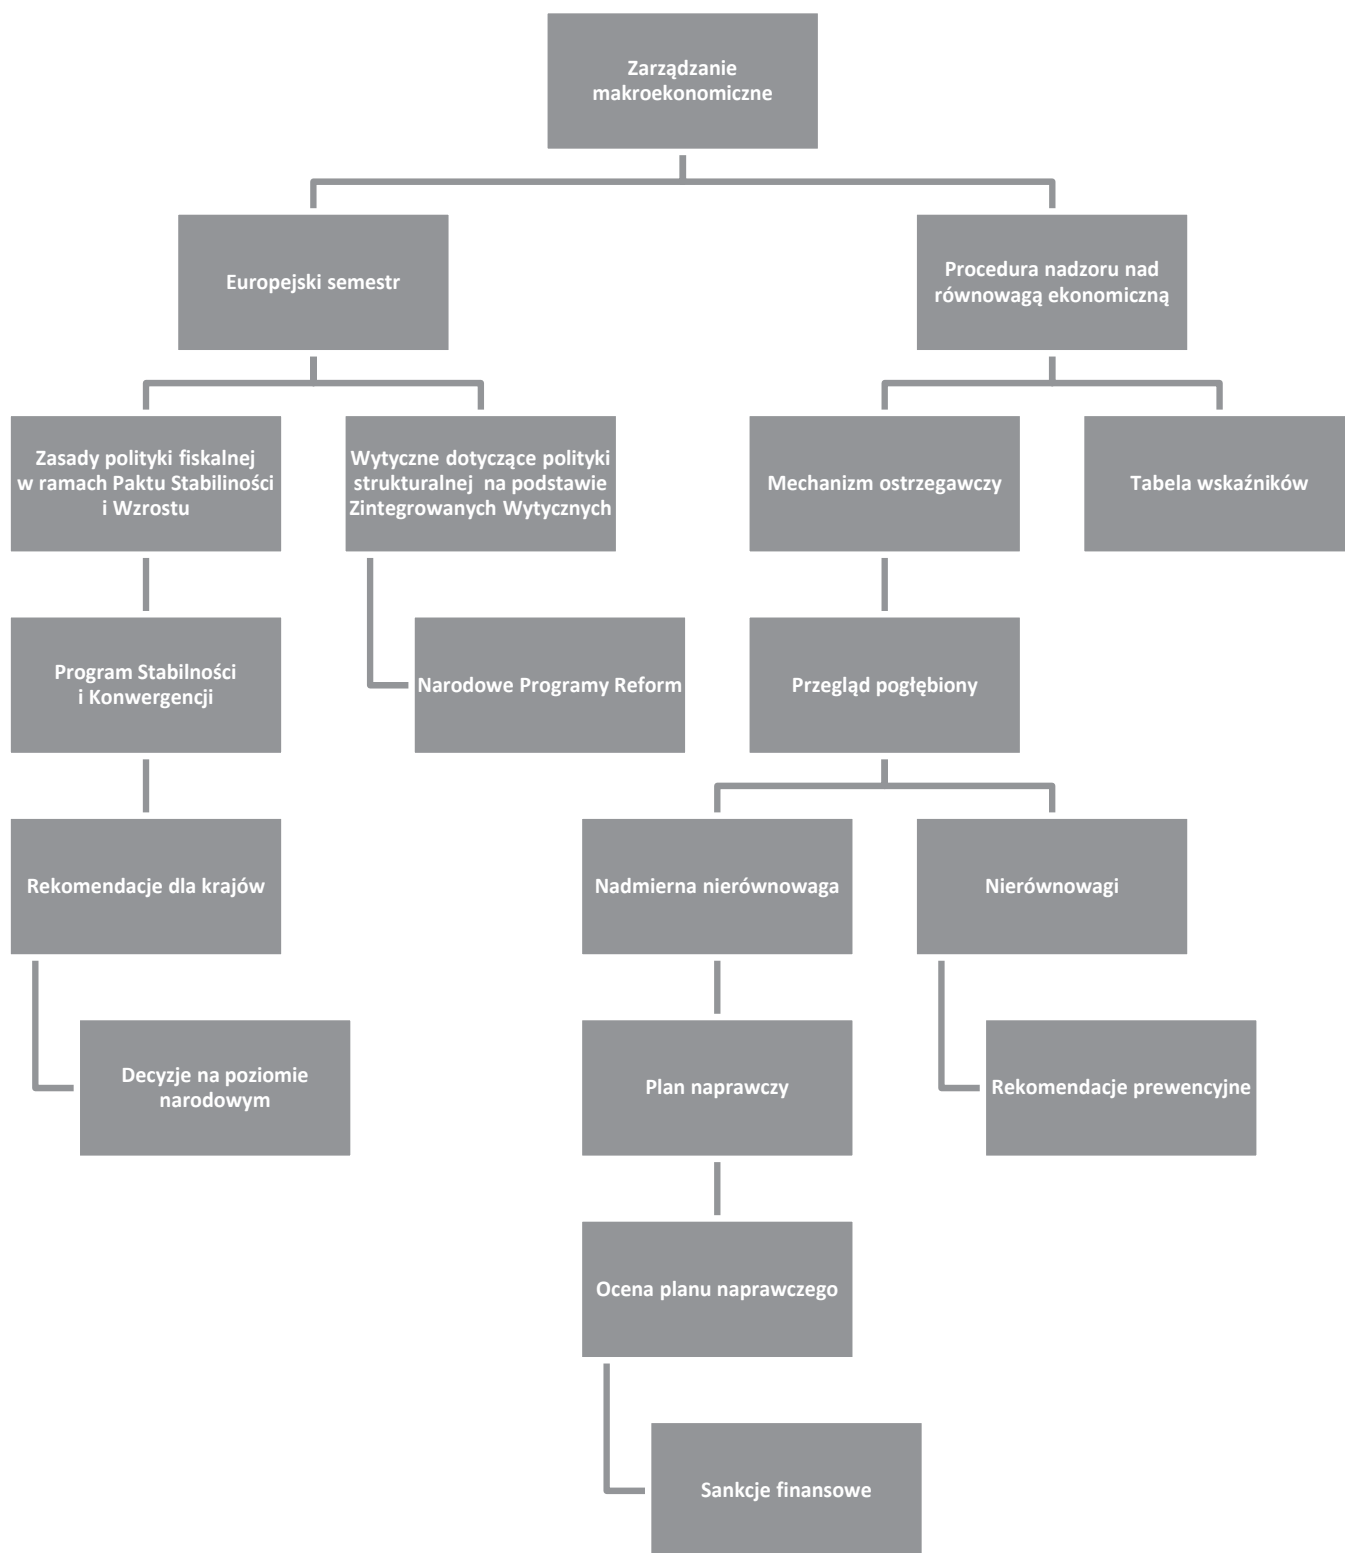 Zarządzanie
makroekonomiczne
Europejski semestr
Procedura nadzoru nad
równowagą ekonomiczną
Zasady polityki fiskalnej
w ramach Paktu Stabiliności
i Wzrostu
Wytyczne dotyczące polityki
strukturalnej na podstawie
Zintegrowanych Wytycznych
Mechanizm ostrzegawczy
Tabela wskaźników
Program Stabilności
i Konwergencji
Narodowe Programy Reform
Przegląd pogłębiony
Rekomendacje dla krajów
Nadmierna nierównowaga
Nierównowagi
Decyzje na poziomie
narodowym
Plan naprawczy
Rekomendacje prewencyjne
Ocena planu naprawczego
Sankcje finansowe